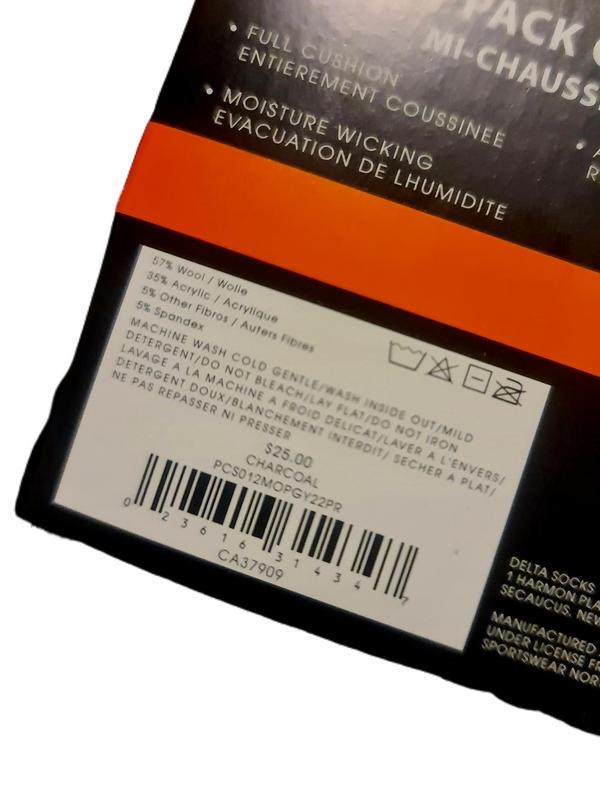 PACK
MI-CHAUSS
• FULL CUSHION
ENTIEREMENT COUSSINEE
• MOISTURE WICKING
EVACUATION DE LHUMIDITE
57% Wool / Wolle
35% Acrylic / Acrylique
5% Other Fibros / Auters Fibres
5% Spandex
MACHINE WASH COLD GENTLE/WASH INSIDE OUT/MILD
DETERGENT/DO NOT BLEACH/LAY FLAT/DO NOT IRON
LAVAGE A LA MACHINE A FROID DELICAT/LAVER A L'ENVERS/
DETERGENT DOUX/BLANCHEMENT INTERDIT/ SECHER A PLAT/
NE PAS REPASSER NI PRESSER
$25.00
CHARCOAL
PCS012MOPGY22PR
0 23616 31434 7
CA37909
DELTA SOCKS
1 HARMON PLA
SECAUCUS, NEW
MANUFACTURED
UNDER LICENSE FR
SPORTSWEAR NOR